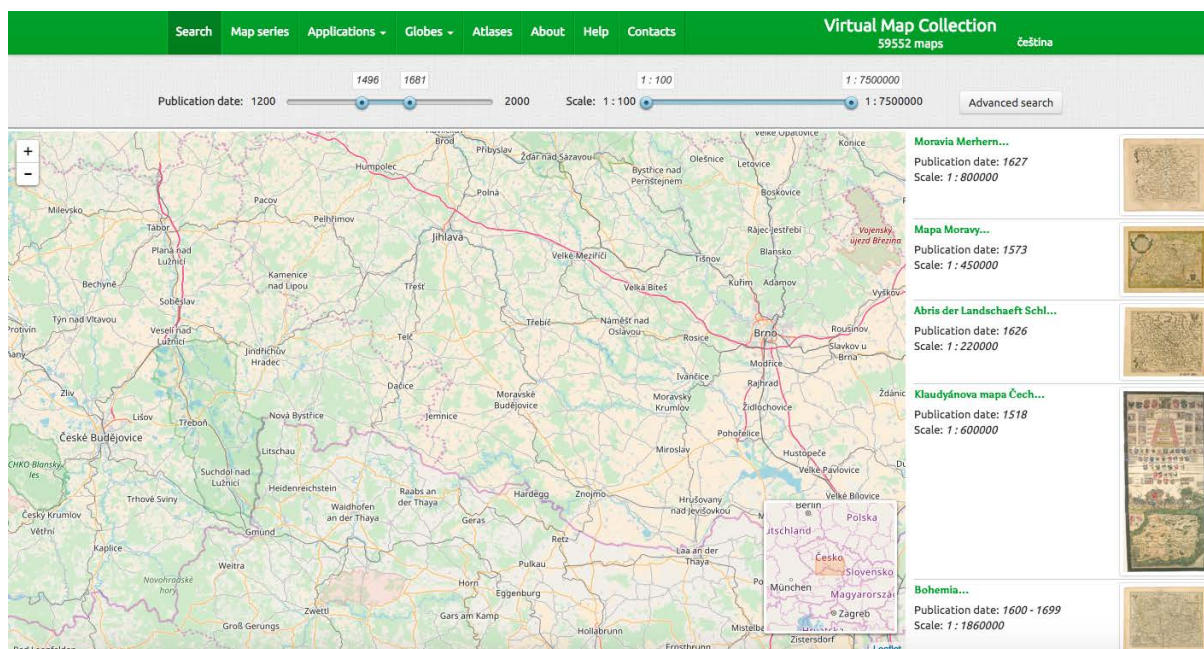 Search Map series Applications Globes Atlases About Help Contacts
Virtual Map Collection
59552 maps
čeština
1496 1681
1 : 100 1 : 7500000
Publication date: 1200 2000 Scale: 1 : 100 1 : 7500000 Advanced search
+
-
Brod
Přibyslav
Žďár nad Sázavou
Velké Opatovice
Konice
Humpolec
Olešnice
Letovice
Bystřice nad
Pernštejnem
Boskovice
Pacov
Polná
Milevsko
Pelhřimov
Tábor
Jihlava
Rájec-Jestřebí
Vojenský
újezd Březina
Planá nad
Lužnicí
Velké Meziříčí
Tišnov
Blansko
Bechyně
Kamenice
nad Lipou
Třešť
Velká Bíteš
Kuřim
Adamov
Vyškov
Soběslav
Týn nad Vltavou
Protivín
Veselí nad
Lužnicí
Třebíč
Náměšť nad
Oslavou
Rosice
Brno
Rousínov
Telč
Slavkov u
Brna
Jindřichův
Hradec
Modřice
Dačice
Ivančice
Rajhrad
Zliv
Moravské
Budějovice
Moravský
Krumlov
Židlochovice
Ždánic
Lišov
Třeboň
Nová
Bystřice
Jemnice
České Budějovice
Litschau
Pohořelice
Miroslav
Hustopeče
CHKO Blanský
les
Suchdol nad
Lužnicí
Velké Pavlovice
Heidenreichstein
Raabs an
der Thaya
Hardegg
Znojmo
Trhové Sviny
Waidhofen
an der Thaya
Hrušovany
nad Jevišovkou
Velké Bílovice
Český Krumlov
Větřní
Gmünd
Geras
Retz
Kaplice
Laa an der
Thaya
Weitra
Pulkau
Novohradské
hory
Horn
Eggenburg
Zwettl
Gars am Kamp
Groß Gerungs
Hollabrunn
Mistelba
Zistersdorf
Ernstbrunn
Leaflet
Berlin
Polska
utschland
Česko
Slovensko
München
Magyarorszá
Zagreb
Moravia Merhern...
Publication date: 1627
Scale: 1 : 800000
Mapa Moravy...
Publication date: 1573
Scale: 1 : 450000
Abris der Landschaeft Schl...
Publication date: 1626
Scale: 1 : 220000
Klaudyánova mapa Čech...
Publication date: 1518
Scale: 1 : 600000
Bohemia...
Publication date: 1600 - 1699
Scale: 1 : 1860000